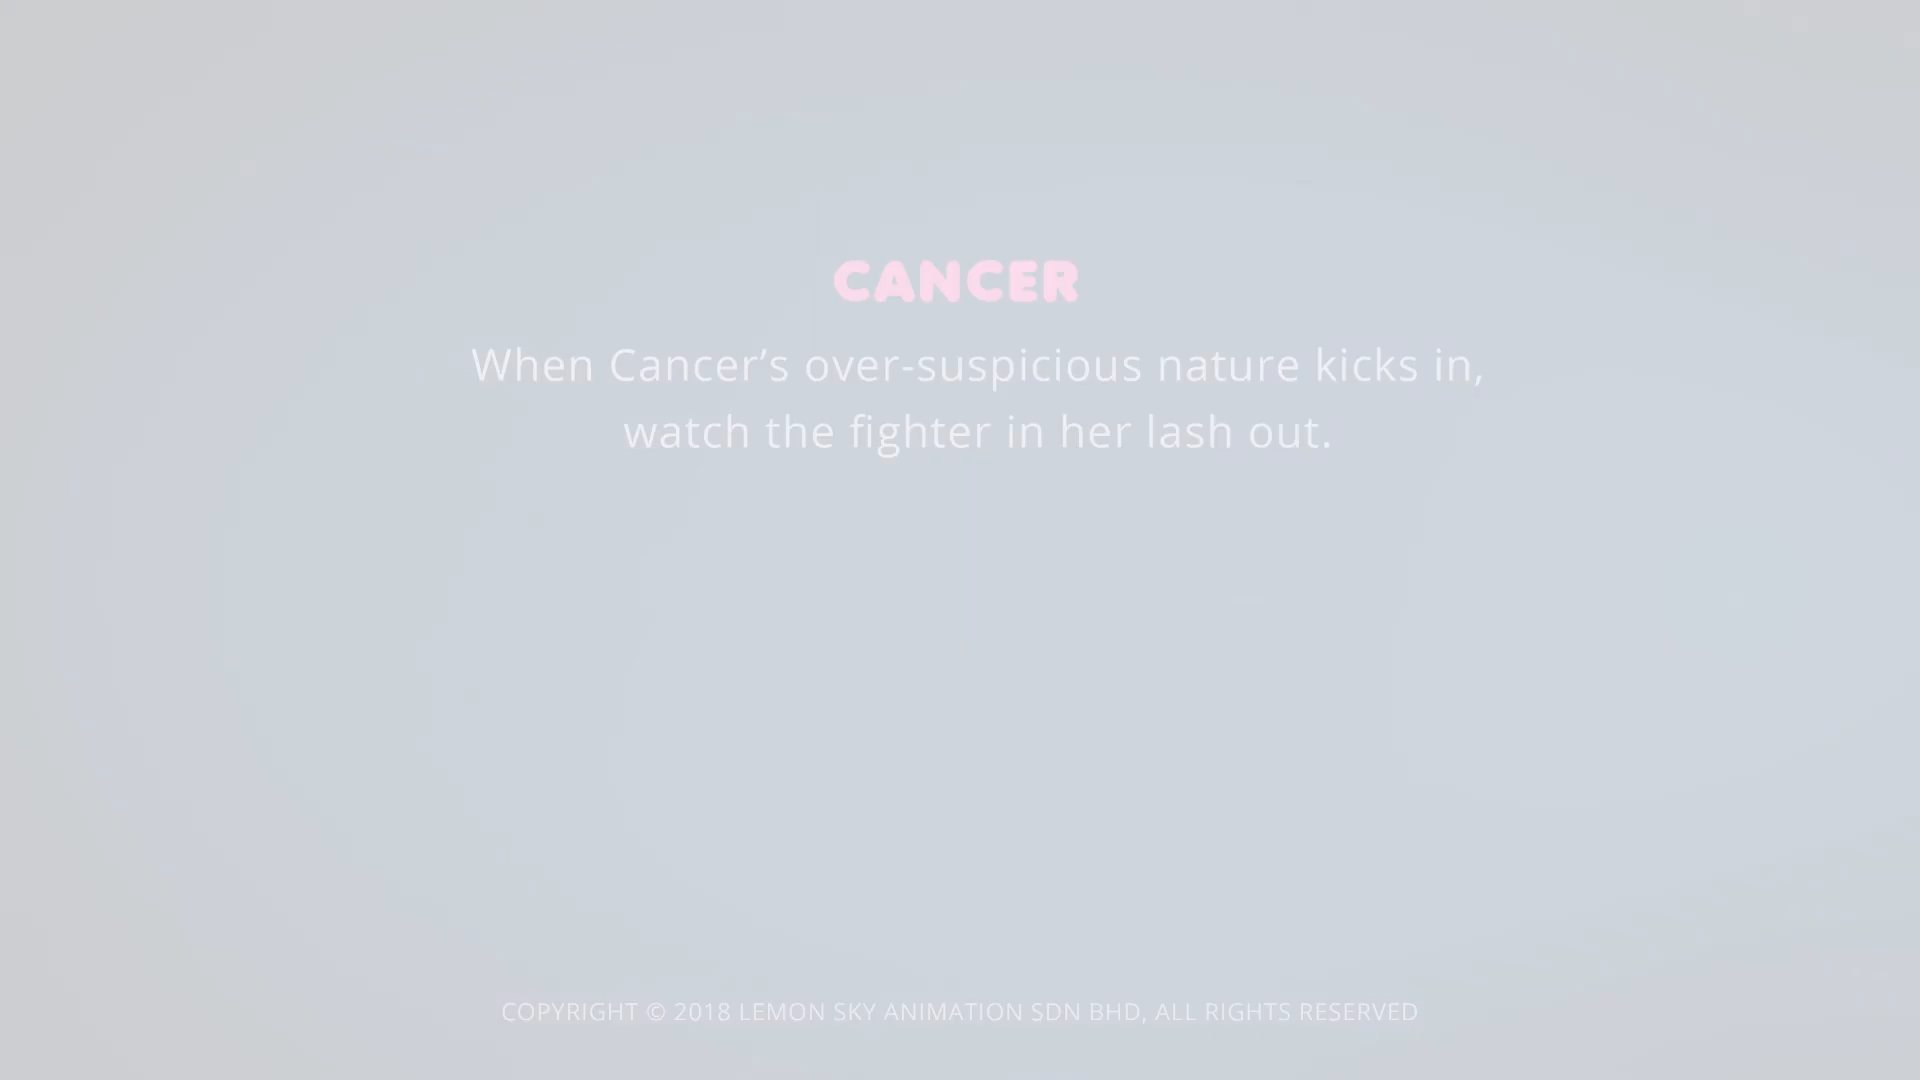 CANCER
When Cancer’s over-suspicious nature kicks in,
watch the fighter in her lash out.
COPYRIGHT © 2018 LEMON SKY ANIMATION SDN BHD, ALL RIGHTS RESERVED